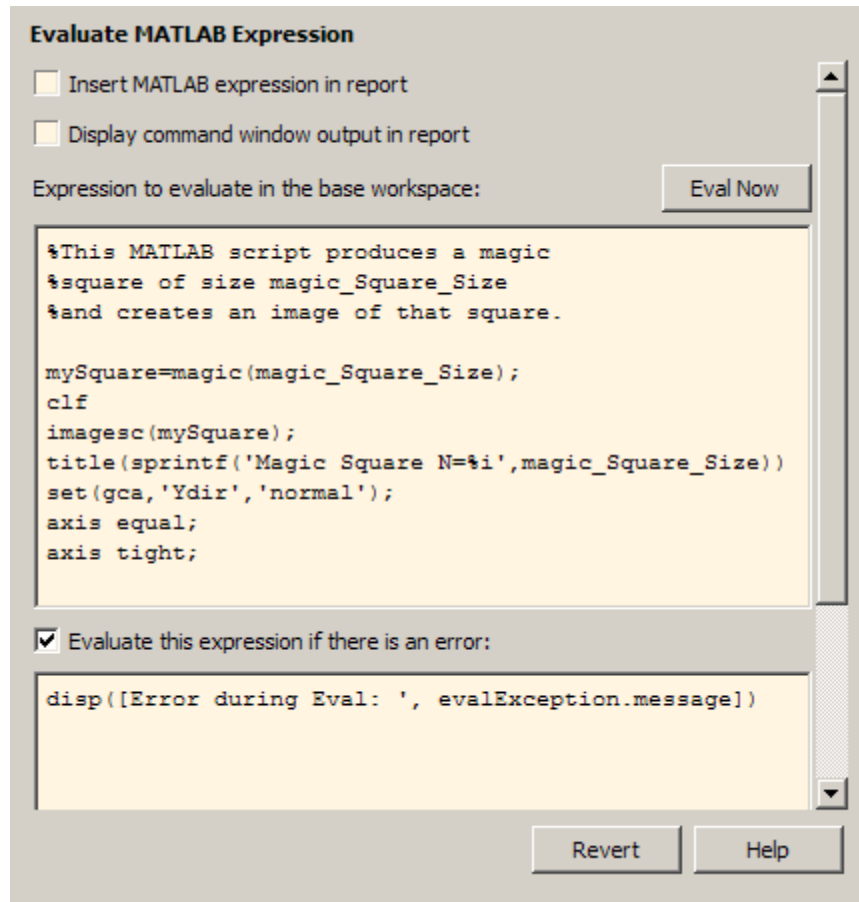 Evaluate MATLAB Expression
Insert MATLAB expression in report
Display command window output in report
Expression to evaluate in the base workspace:
Eval Now
%This MATLAB script produces a magic
%square of size magic_Square_Size
%and creates an image of that square.
mySquare=magic(magic_Square_Size);
clf
imagesc(mySquare);
title(sprintf('Magic Square N=%i',magic_Square_Size))
set(gca,'Ydir','normal');
axis equal;
axis tight;
Evaluate this expression if there is an error:
disp([Error during Eval: ', evalException.message])
Revert
Help